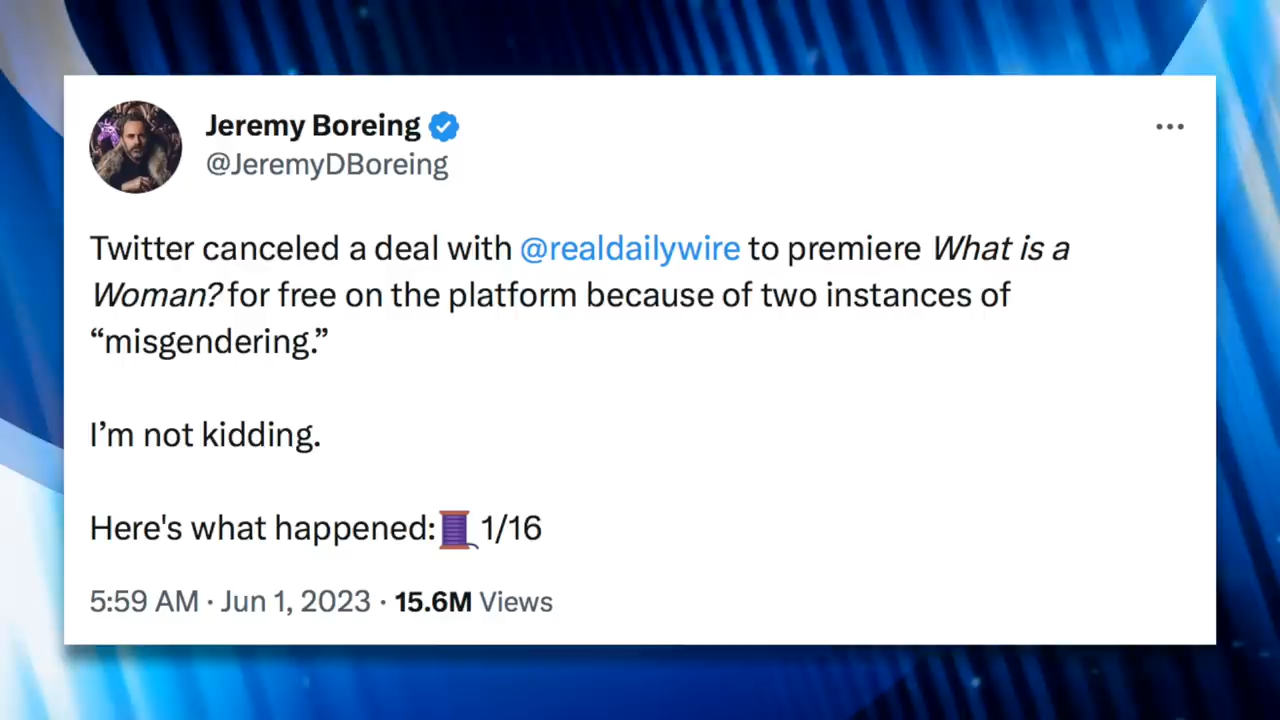 Jeremy Boreing
@JeremyDBoreing
Twitter canceled a deal with @realdailywire to premiere What is a
Woman? for free on the platform because of two instances of
“misgendering.”
I’m not kidding.
Here's what happened:🧵 1/16
5:59 AM · Jun 1, 2023 · 15.6M Views